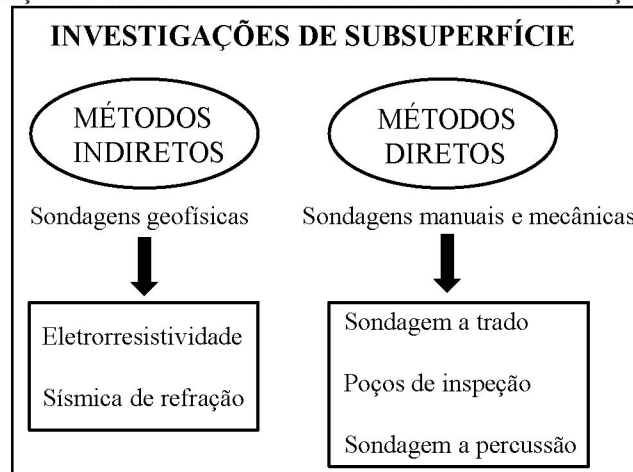 INVESTIGAÇÕES DE SUBSUPERFÍCIE
MÉTODOS
INDIRETOS
Sondagens geofísicas
Eletrorresistividade
Sísmica de refração
MÉTODOS
DIRETOS
Sondagens manuais e mecânicas
Sondagem a trado
Poços de inspeção
Sondagem a percussão